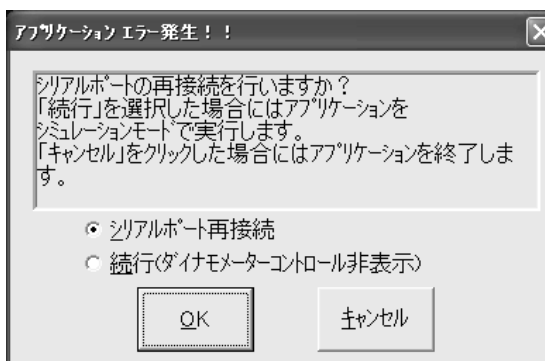 アプリケーション エラー発生！！
シリアルポートの再接続を行いますか？
「続行」を選択した場合にはアプリケーションを
シミュレーションモードで実行します。
「キャンセル」をクリックした場合にはアプリケーションを終了しま
す。
シリアルポート再接続
続行(ダイナモメーターコントロール非表示)
OK
キャンセル